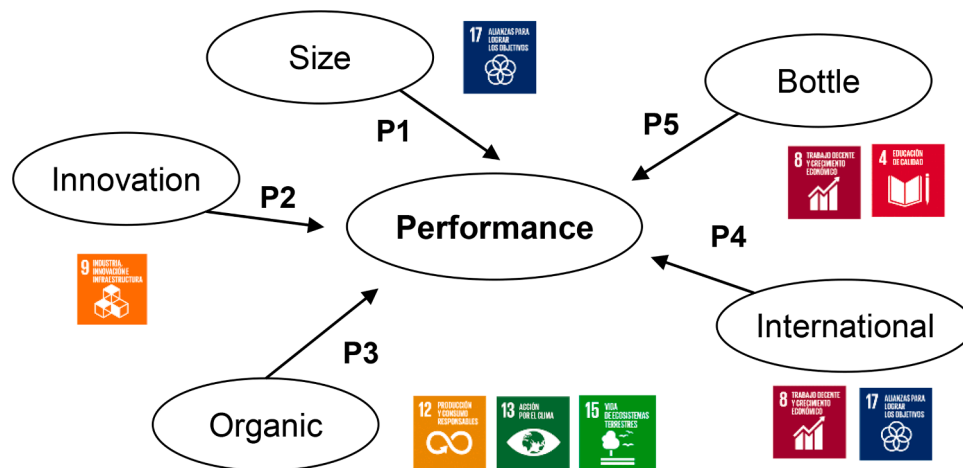 Size
17 ALIANZAS PARA
LOGRAR
LOS OBJETIVOS
Bottle
P1
P5
8 TRABAJO DECENTE
Y CRECIMIENTO
ECONÓMICO
4 EDUCACIÓN
DE CALIDAD
Innovation
P2
Performance
P4
9 INDUSTRIA,
INNOVACIÓN E
INFRAESTRUCTURA
International
P3
Organic
12 PRODUCCIÓN
Y CONSUMO
RESPONSABLES
13 ACCIÓN
POR EL CLIMA
15 VIDA
DE ECOSISTENAS
TERRESTRES
8 TRABAJO DECENTE
Y CRECIMIENTO
ECONÓMICO
17 ALIANZAS PARA
LOGRAR
LOS OBJETIVOS